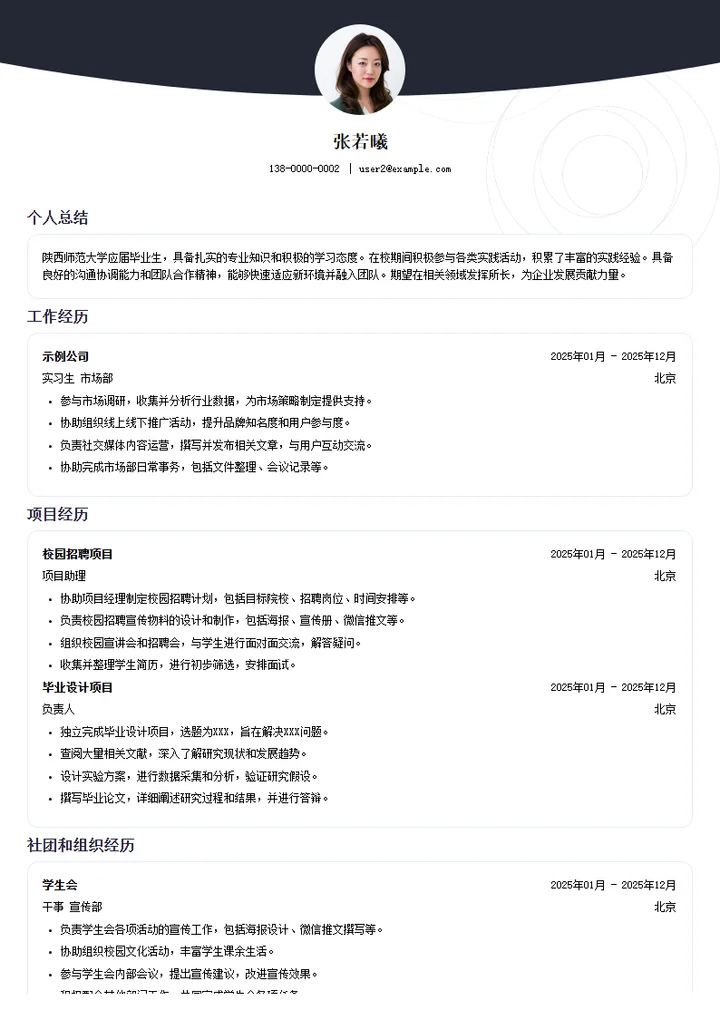 张若曦
138-0000-0002 | user2@example.com
个人总结
陕西师范大学应届毕业生，具备扎实的专业知识和积极的学习态度。在校期间积极参与各类实践活动，积累了丰富的实践经验。具备
良好的沟通协调能力和团队合作精神，能够快速适应新环境并融入团队。期望在相关领域发挥所长，为企业发展贡献力量。
工作经历
示例公司 2025年01月 - 2025年12月
实习生 市场部 北京
• 参与市场调研，收集并分析行业数据，为市场策略制定提供支持。
• 协助组织线上线下推广活动，提升品牌知名度和用户参与度。
• 负责社交媒体内容运营，撰写并发布相关文章，与用户互动交流。
• 协助完成市场部日常事务，包括文件整理、会议记录等。
项目经历
校园招聘项目 2025年01月 - 2025年12月
项目助理 北京
• 协助项目经理制定校园招聘计划，包括目标院校、招聘岗位、时间安排等。
• 负责校园招聘宣传物料的设计和制作，包括海报、宣传册、微信推文等。
• 组织校园宣讲会和招聘会，与学生进行面对面交流，解答疑问。
• 收集并整理学生简历，进行初步筛选，安排面试。
毕业设计项目 2025年01月 - 2025年12月
负责人 北京
• 独立完成毕业设计项目，选题为XXX，旨在解决XXX问题。
• 查阅大量相关文献，深入了解研究现状和发展趋势。
• 设计实验方案，进行数据采集和分析，验证研究假设。
• 撰写毕业论文，详细阐述研究过程和结果，并进行答辩。
社团和组织经历
学生会 2025年01月 - 2025年12月
干事 宣传部 北京
• 负责学生会各项活动的宣传工作，包括海报设计、微信推文撰写等。
• 协助组织校园文化活动，丰富学生课余生活。
• 参与学生会内部会议，提出宣传建议，改进宣传效果。